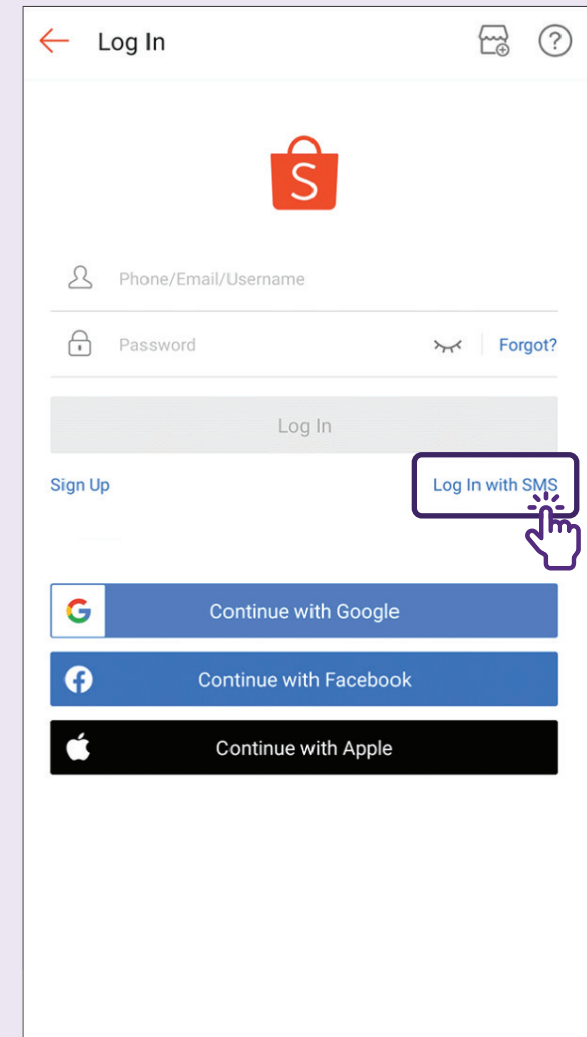 Log In
S
Phone/Email/Username
Password Forgot?
Log In
Sign Up Log In with SMS
Continue with Google
Continue with Facebook
Continue with Apple